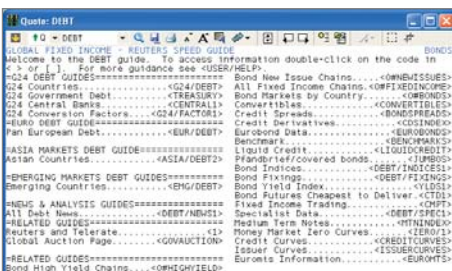 Quote: DEBT
DEBT
GLOBAL FIXED INCOME - REUTERS SPEED GUIDE BONDS
Welcome to the DEBT guide. To access information double-click on the code in
< > or [ ]. For more guidance see <USER/HELP>.
=G24 DEBT GUIDES======================= Bond New Issue Chains.....<O#NEWISSUES>
G24 Countries..................<G24/DEBT> All Fixed Income Chains.<O#FIXEDINCOME>
G24 Government Debt............<TREASURY> Bond Markets by Country......<O#BONDS>
G24 Central Banks..............<CENTRAL1> Convertibles..............<CONVERTIBLES>
G24 Conversion Factors....<G24/FACTOR1> Credit Spreads.............<BONDSPREADS>
=EURO DEBT GUIDE======================= Credit Derivatives..........<CDSINDEX>
Pan European Debt..............<EUR/DEBT> Eurobond Data...............<EUROBONDS>
Benchmark..................<BENCHMARKS>
=ASIA MARKETS DEBT GUIDE=============== Liquid Credit............<LIQUIDCREDIT>
Asian Countries..............<ASIA/DEBT2> Pfandbrief/covered bonds.......<JUMBOS>
Bond Indices.............<DEBT/INDICES1>
=EMERGING MARKETS DEBT GUIDES========== Bond Fixings..............<DEBT/FIXINGS>
Emerging Countries.............<EMG/DEBT> Bond Yield Index................<YLDS1>
Bond Futures Cheapest to Deliver.<CTD1>
=NEWS & ANALYSIS GUIDES================ Fixed Income Trading.............<CMPT>
All Debt News................<DEBT/NEWS1> Specialist Data............<DEBT/SPEC1>
=RELATED GUIDES======================== Medium Term Notes...........<MTNINDEX>
Reuters and Telerate..................<1> Money Market Zero Curves.......<ZERO/1>
Global Auction Page..........<GOVAUCTION> Credit Curves............<CREDITCURVES>
Issuer Curves............<ISSUERCURVES>
=RELATED GUIDES======================== Euromts Information...........<EUROMTS>
Bond High Yield Chains....<O#HIGHYIELD>